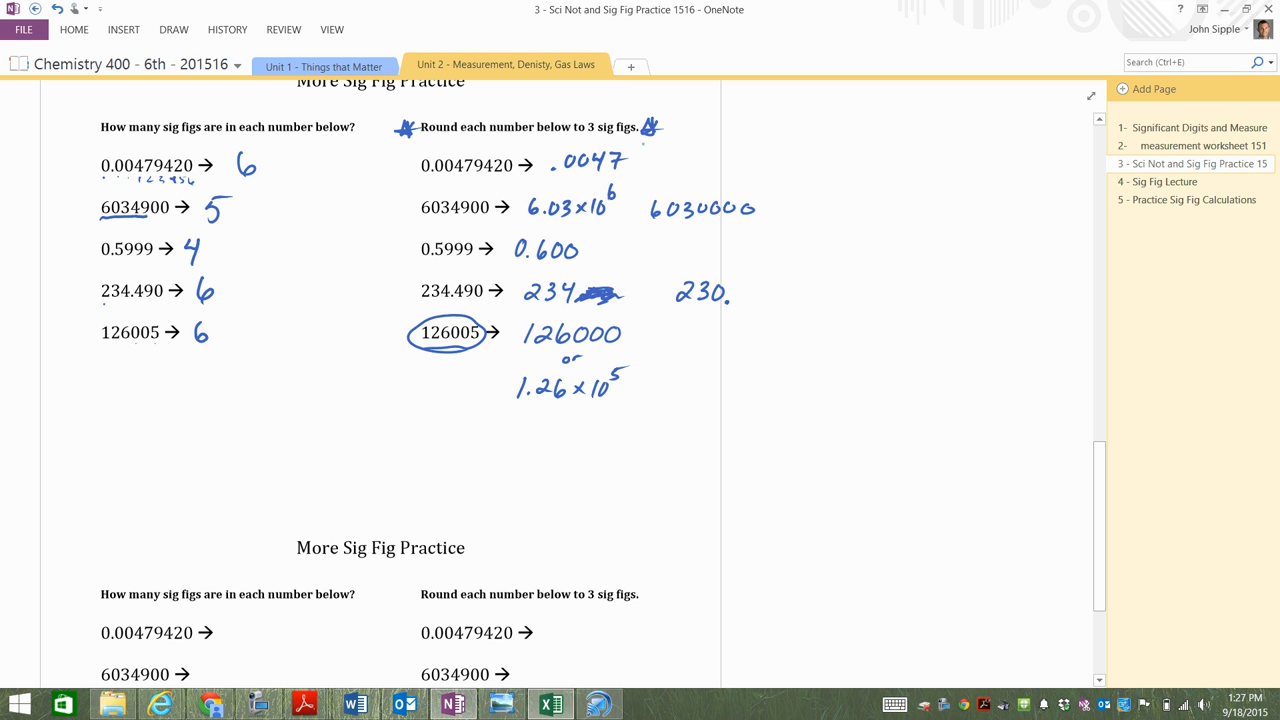 3 - Sci Not and Sig Fig Practice 1516 - OneNote
FILE HOME INSERT DRAW HISTORY REVIEW VIEW
John Sipple
Chemistry 400 - 6th - 201516
Unit 1 - Things that Matter
Unit 2 - Measurement, Denisty, Gas Laws
Search (Ctrl+E)
Add Page
1- Significant Digits and Measure
2- measurement worksheet 151
3 - Sci Not and Sig Fig Practice 15
4 - Sig Fig Lecture
5 - Practice Sig Fig Calculations
More Sig Fig Practice
How many sig figs are in each number below? Round each number below to 3 sig figs.
0.00479420 → 6 0.00479420 → .0047
1 2 3 4 5 6
6034900 → 5 6034900 → 6.03 × 10⁶ 6030000
0.5999 → 4 0.5999 → 0.600
234.490 → 6 234.490 → 234 230.
126005 → 6 126005 → 126000
or
1.26 × 10⁵
More Sig Fig Practice
How many sig figs are in each number below? Round each number below to 3 sig figs.
0.00479420 → 0.00479420 →
6034900 → 6034900 →
1:27 PM
9/18/2015